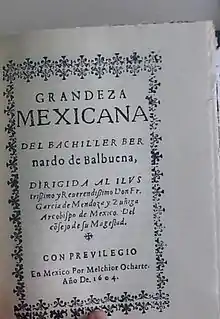 GRANDEZA
MEXICANA
DEL BACHILLER BER
nardo de Balbuena,
DIRIGIDA AL ILVS
trissimo y Reuerendissimo Don Fr.
Garcia de Mendoza y Zuñiga
Arcobispo de Mexico. Del
cõsejo de su Magestad.
CON PREVILEGIO
En Mexico Por Melchior Ocharte.
Año De. 1604.